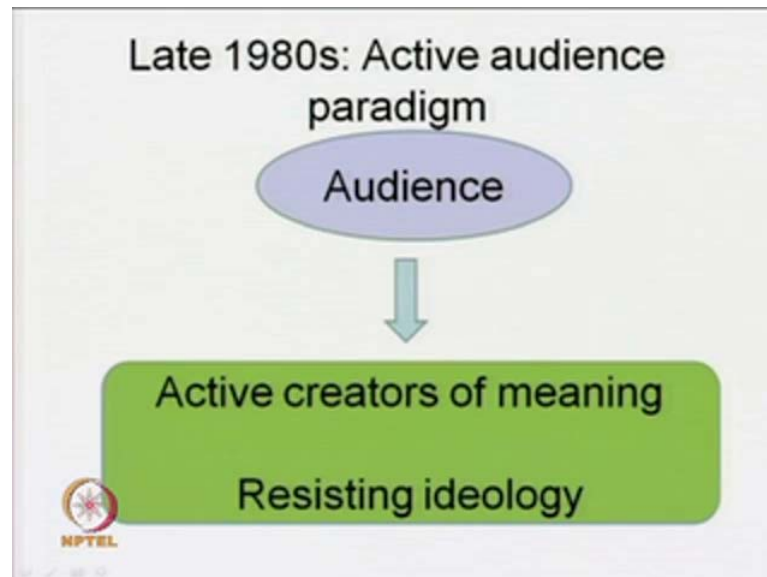 Late 1980s: Active audience
paradigm
Audience
Active creators of meaning
Resisting ideology
NPTEL